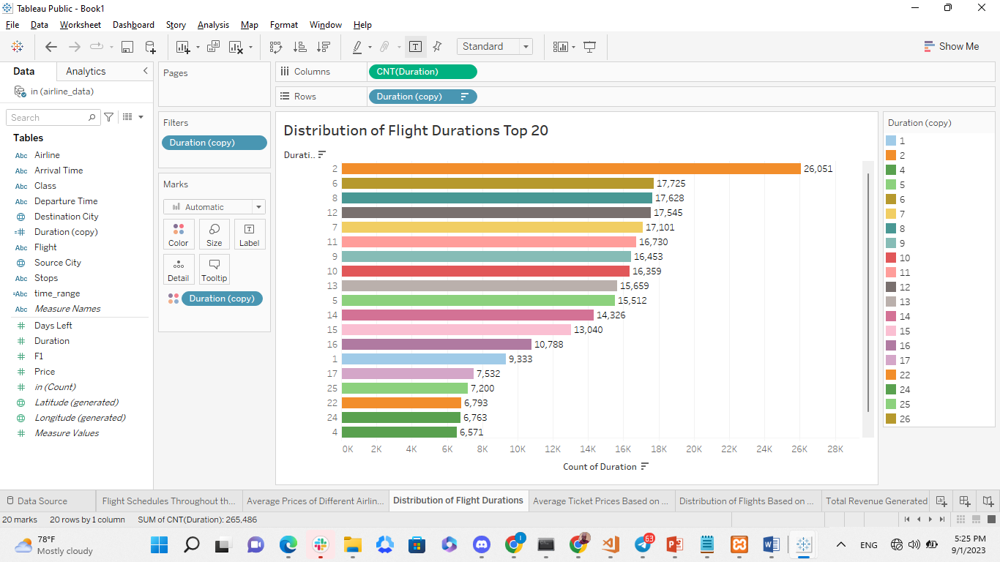 Tableau Public - Book1
File Data Worksheet Dashboard Story Analysis Map Format Window Help
Standard
Show Me
Data Analytics
in (airline_data)
Search
Tables
Abc Airline
Abc Arrival Time
Abc Class
Abc Departure Time
Destination City
=# Duration (copy)
Abc Flight
Source City
Abc Stops
=Abc time_range
Abc Measure Names
# Days Left
# Duration
# F1
# Price
# in (Count)
Latitude (generated)
Longitude (generated)
# Measure Values
Pages
Filters
Duration (copy)
Marks
Automatic
Color Size Label
Detail Tooltip
Duration (copy)
Columns CNT(Duration)
Rows Duration (copy)
Distribution of Flight Durations Top 20
Durati..
2 26,051
6 17,725
8 17,628
12 17,545
7 17,101
11 16,730
9 16,453
10 16,359
13 15,659
5 15,512
14 14,326
15 13,040
16 10,788
1 9,333
17 7,532
25 7,200
22 6,793
24 6,763
4 6,571
0K 2K 4K 6K 8K 10K 12K 14K 16K 18K 20K 22K 24K 26K 28K
Count of Duration
Duration (copy)
1
2
4
5
6
7
8
9
10
11
12
13
14
15
16
17
22
24
25
26
Data Source Flight Schedules Throughout th... Average Prices of Different Airlin... Distribution of Flight Durations Average Ticket Prices Based on ... Distribution of Flights Based on ... Total Revenue Generated
20 marks 20 rows by 1 column SUM of CNT(Duration): 265,486
78°F
Mostly cloudy
63
ENG
5:25 PM
9/1/2023